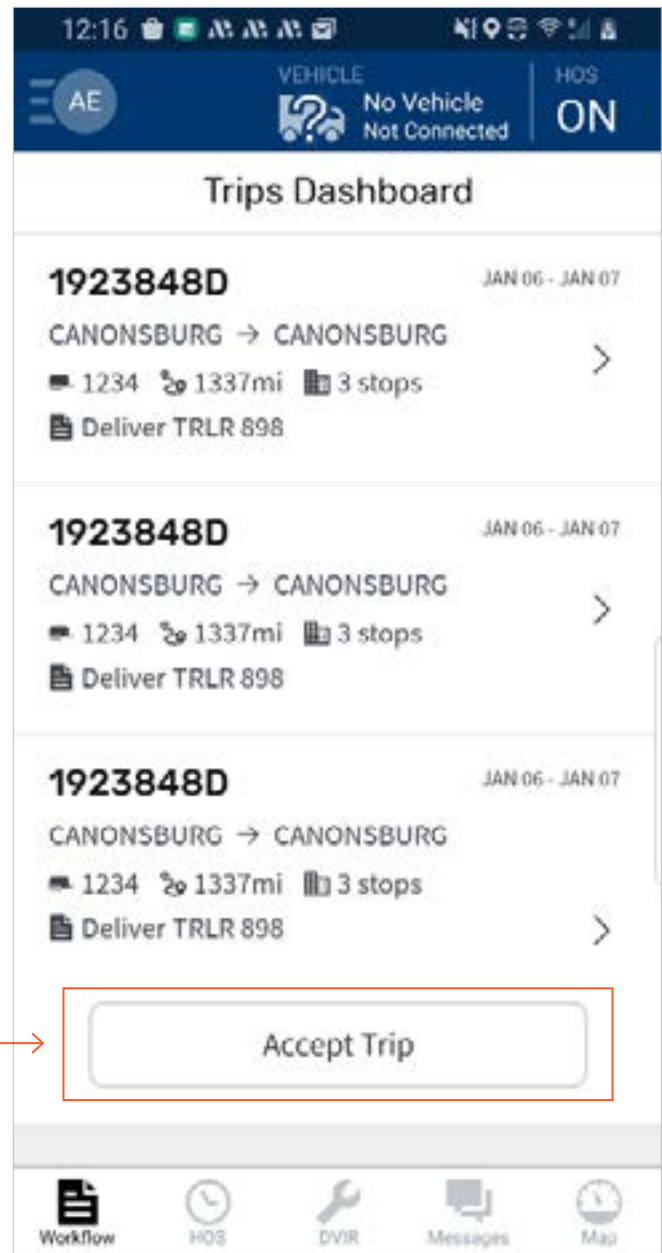 12:16
AE
VEHICLE
No Vehicle
Not Connected
HOS
ON
Trips Dashboard
1923848D JAN 06 - JAN 07
CANONSBURG → CANONSBURG
1234 1337mi 3 stops
Deliver TRLR 898
1923848D JAN 06 - JAN 07
CANONSBURG → CANONSBURG
1234 1337mi 3 stops
Deliver TRLR 898
1923848D JAN 06 - JAN 07
CANONSBURG → CANONSBURG
1234 1337mi 3 stops
Deliver TRLR 898
Accept Trip
Workflow HOS DVIR Messages Map